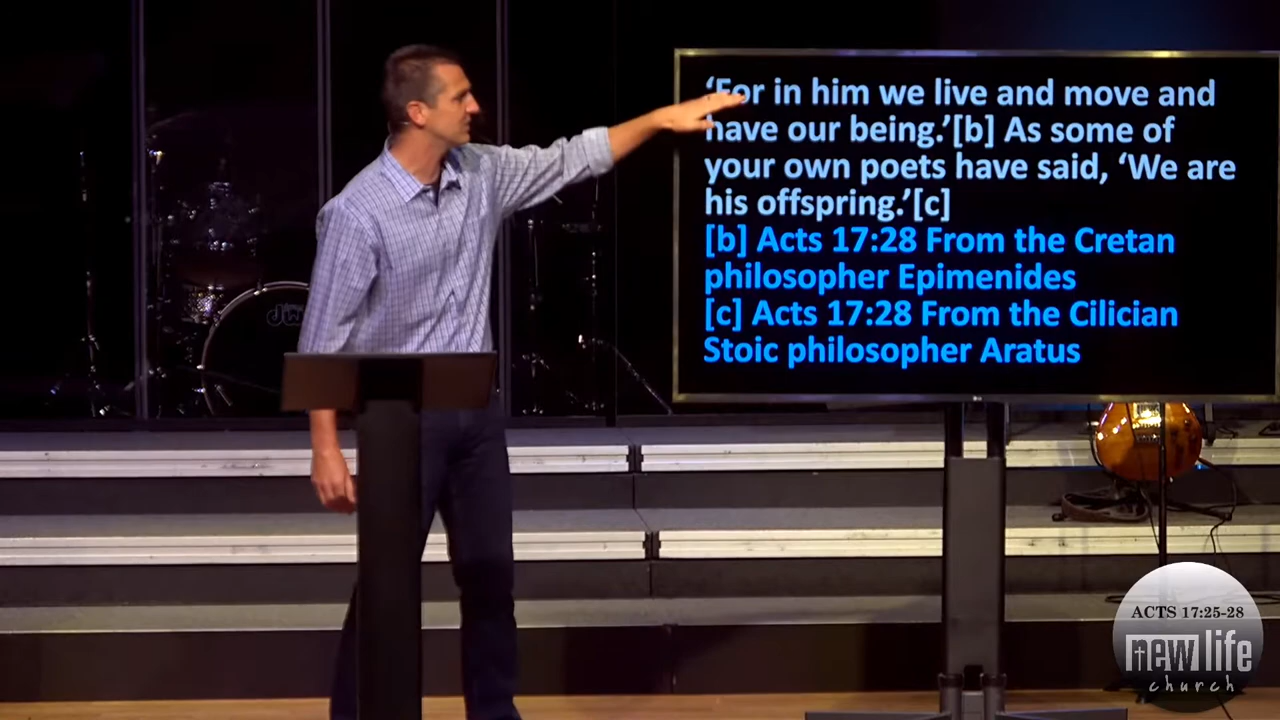 ‘For in him we live and move and
have our being.’[b] As some of
your own poets have said, ‘We are
his offspring.’[c]
[b] Acts 17:28 From the Cretan
philosopher Epimenides
[c] Acts 17:28 From the Cilician
Stoic philosopher Aratus
dw
ACTS 17:25-28
new life
church